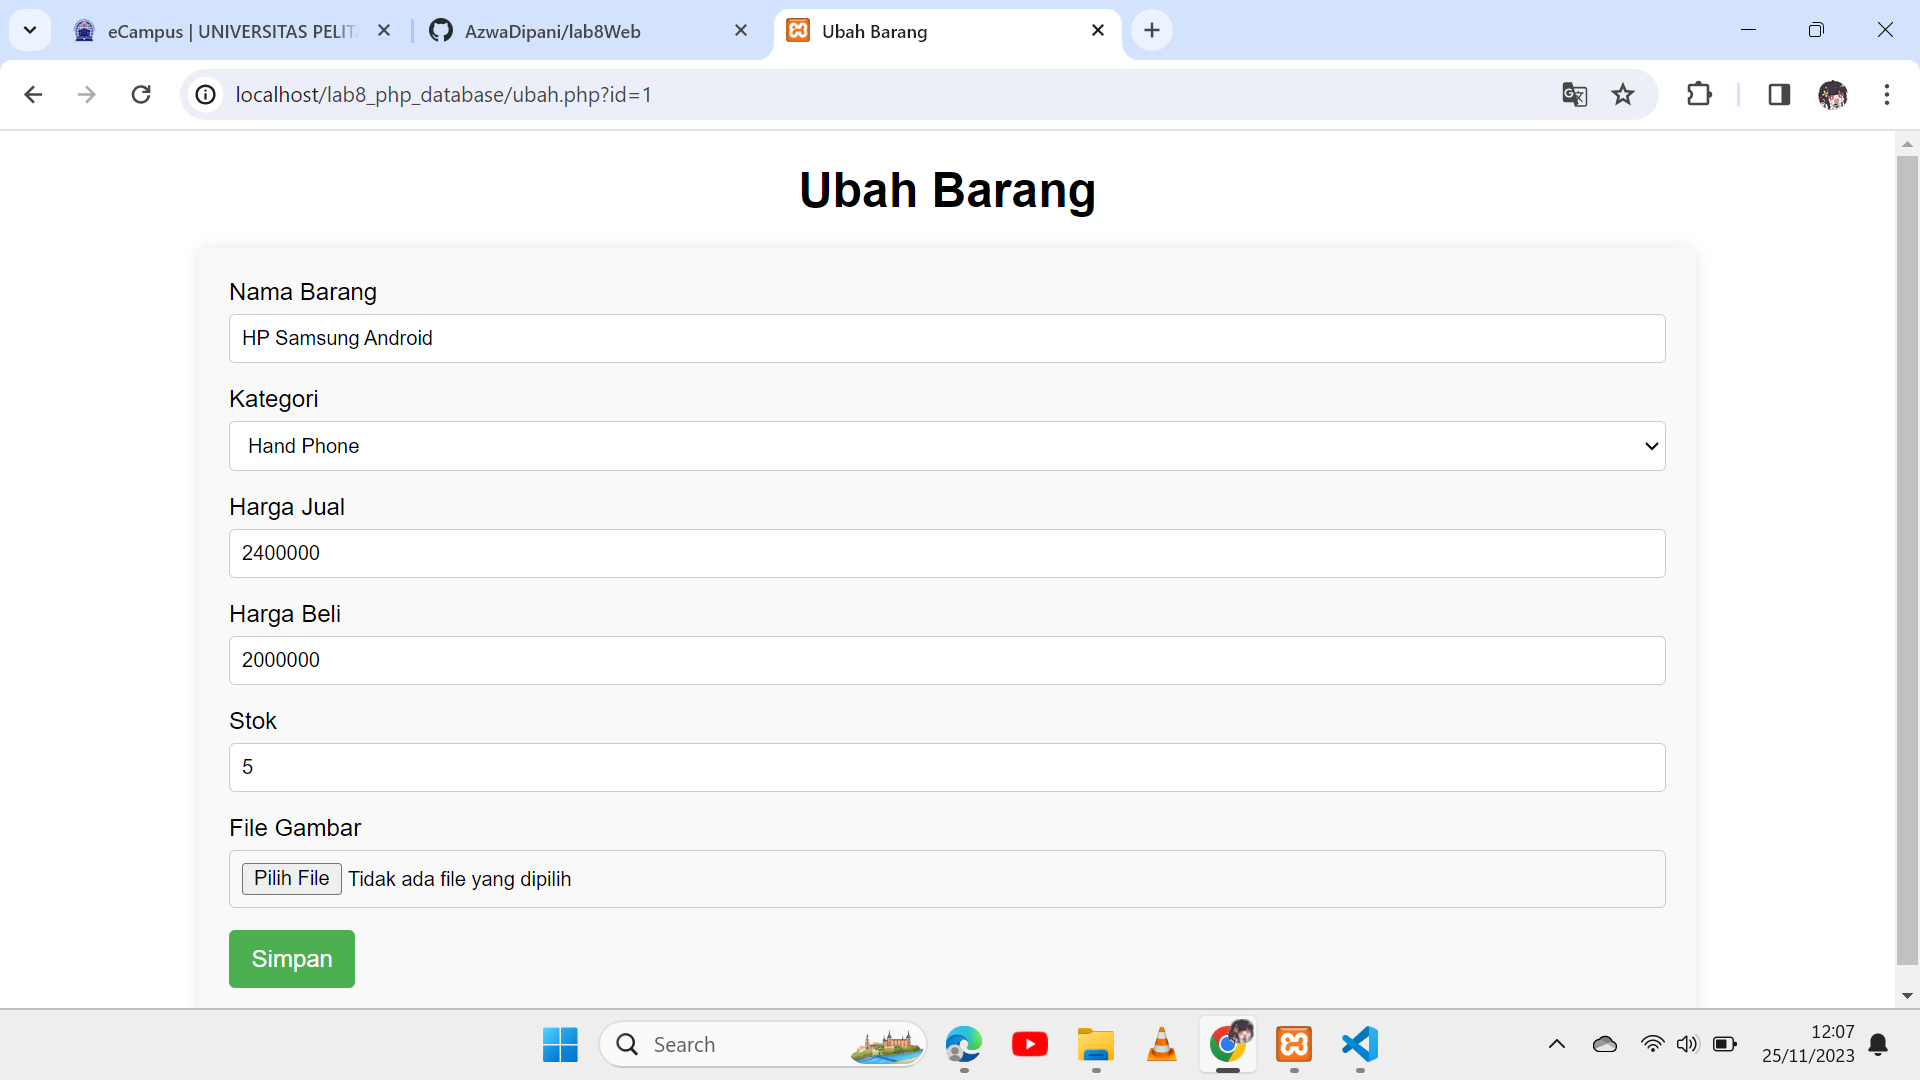 eCampus | UNIVERSITAS PELIT
AzwaDipani/lab8Web
Ubah Barang
localhost/lab8_php_database/ubah.php?id=1
Ubah Barang
Nama Barang
HP Samsung Android
Kategori
Hand Phone
Harga Jual
2400000
Harga Beli
2000000
Stok
5
File Gambar
Pilih File Tidak ada file yang dipilih
Simpan
Search
12:07
25/11/2023